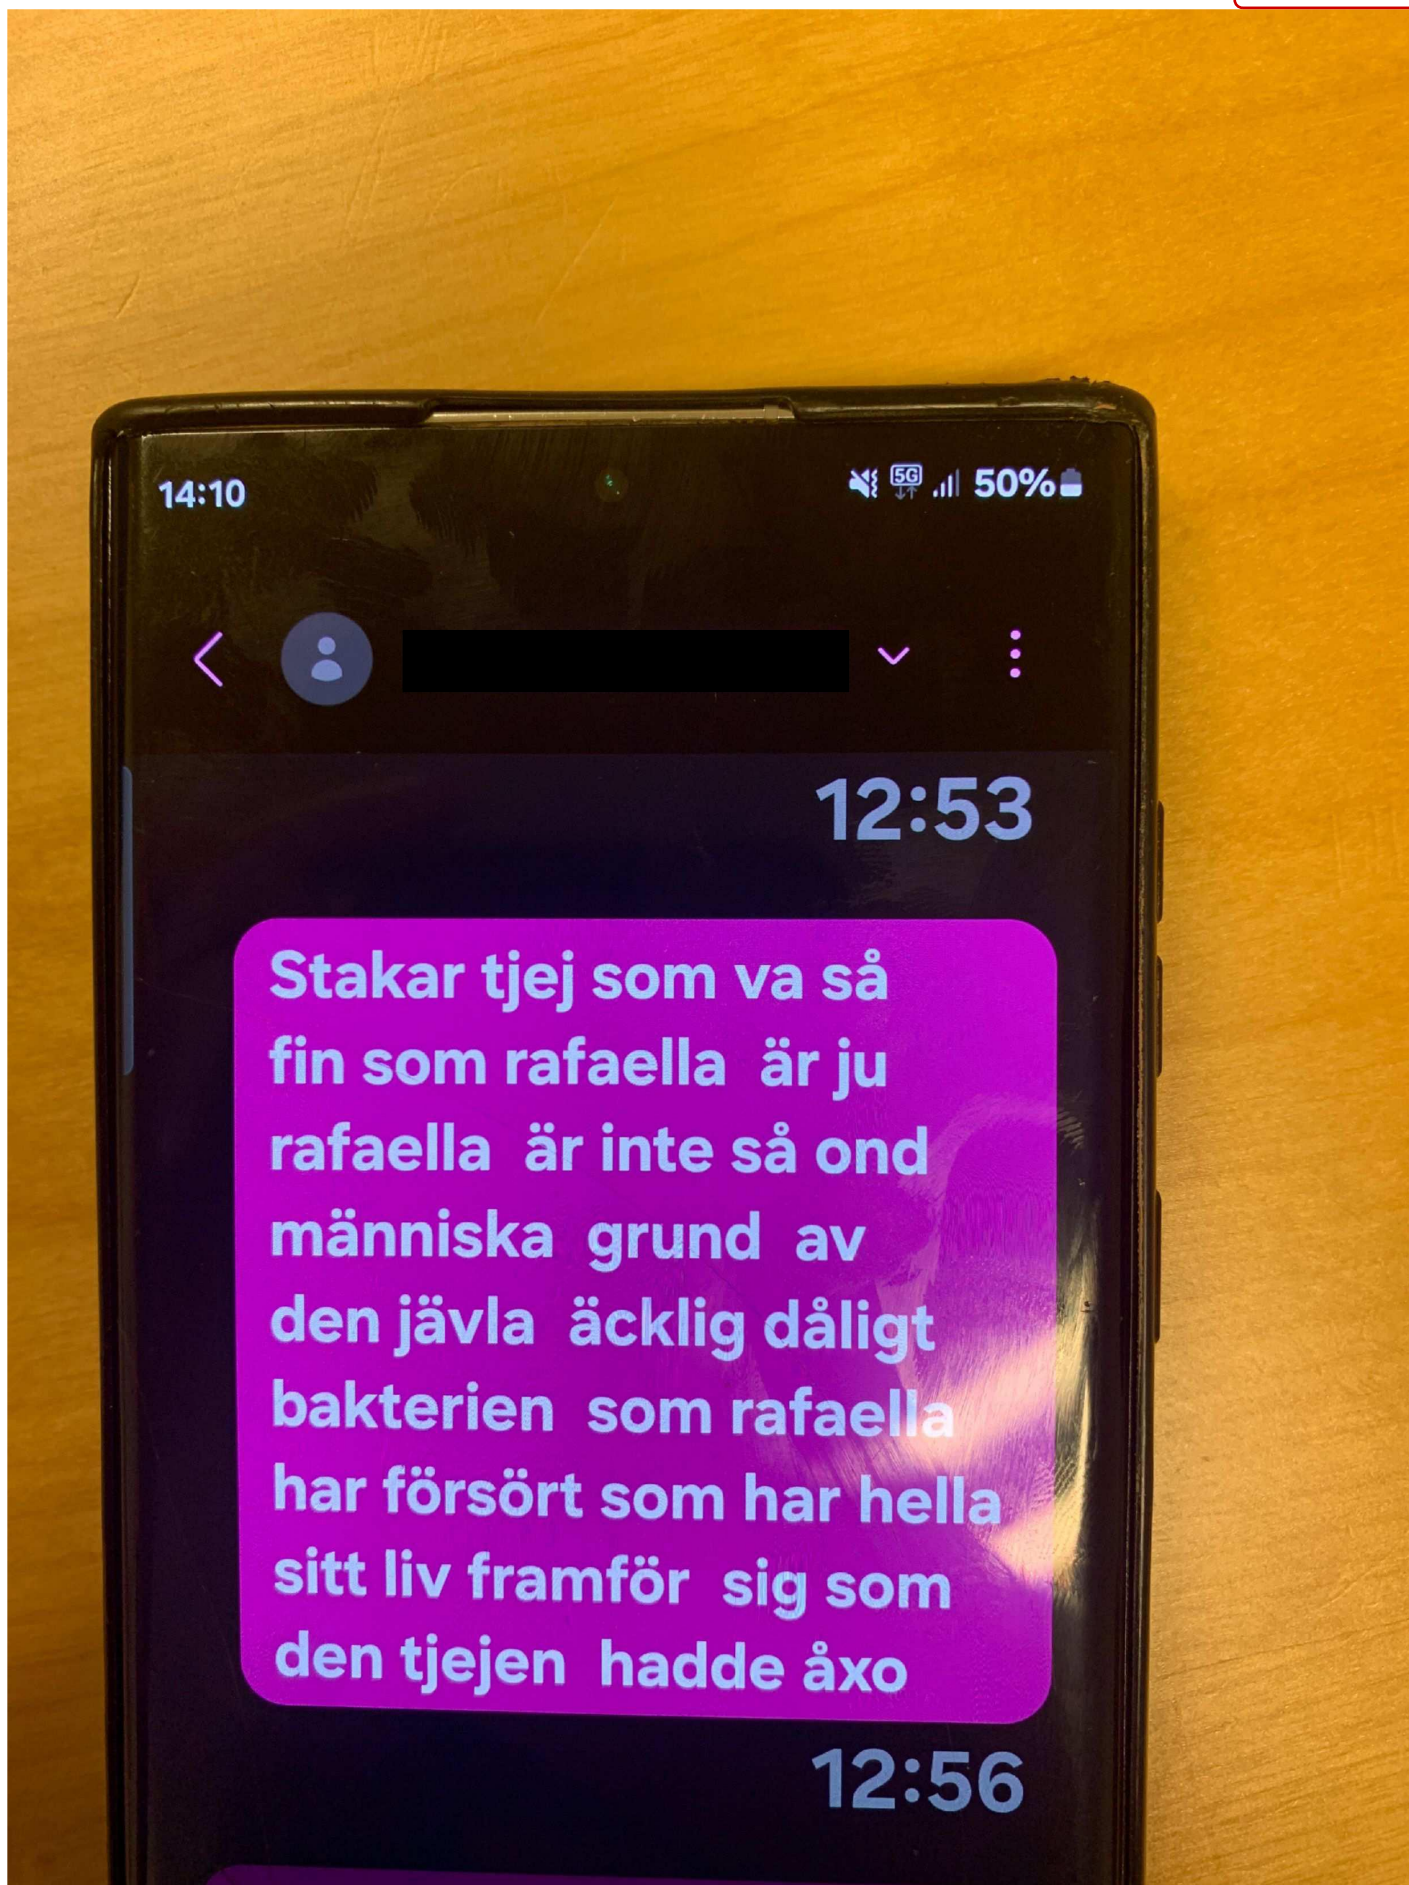 14:10
5G
50%
12:53
Stakar tjej som va så
fin som rafaella är ju
rafaella är inte så ond
människa grund av
den jävla äcklig dåligt
bakterien som rafaella
har försört som har hella
sitt liv framför sig som
den tjejen hadde åxo
12:56